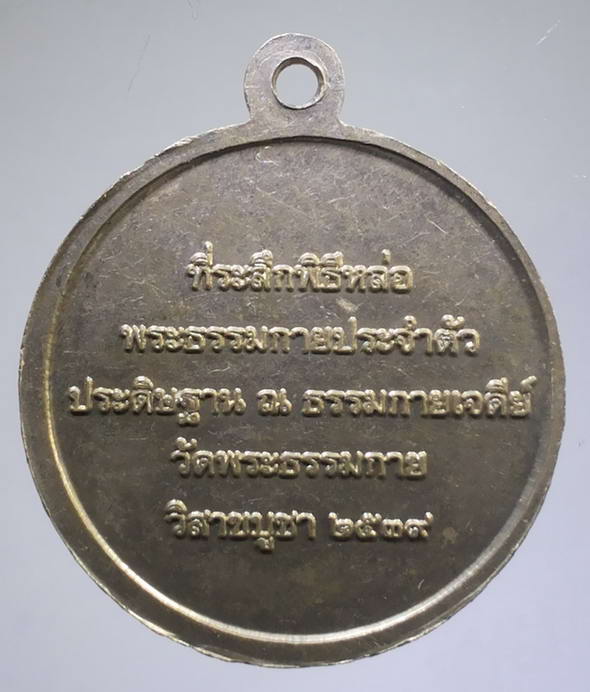 ที่ระลึกพิธีหล่อ
พระธรรมกายประจำตัว
ประดิษฐาน ณ ธรรมกายเจดีย์
วัดพระธรรมกาย
วิสาขบูชา ๒๕๓๙